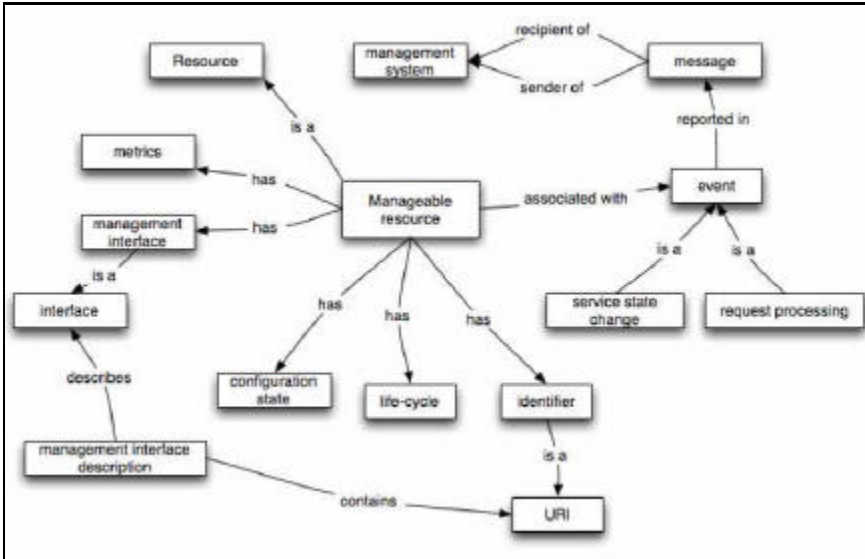 recipient of
Resource
management
system
message
sender of
is a
reported in
metrics
has
Manageable
resource
associated with
event
management
interface
has
is a
is a
is a
interface
has
has
has
service state
change
request processing
describes
configuration
state
life-cycle
identifier
management interface
description
is a
contains
URI